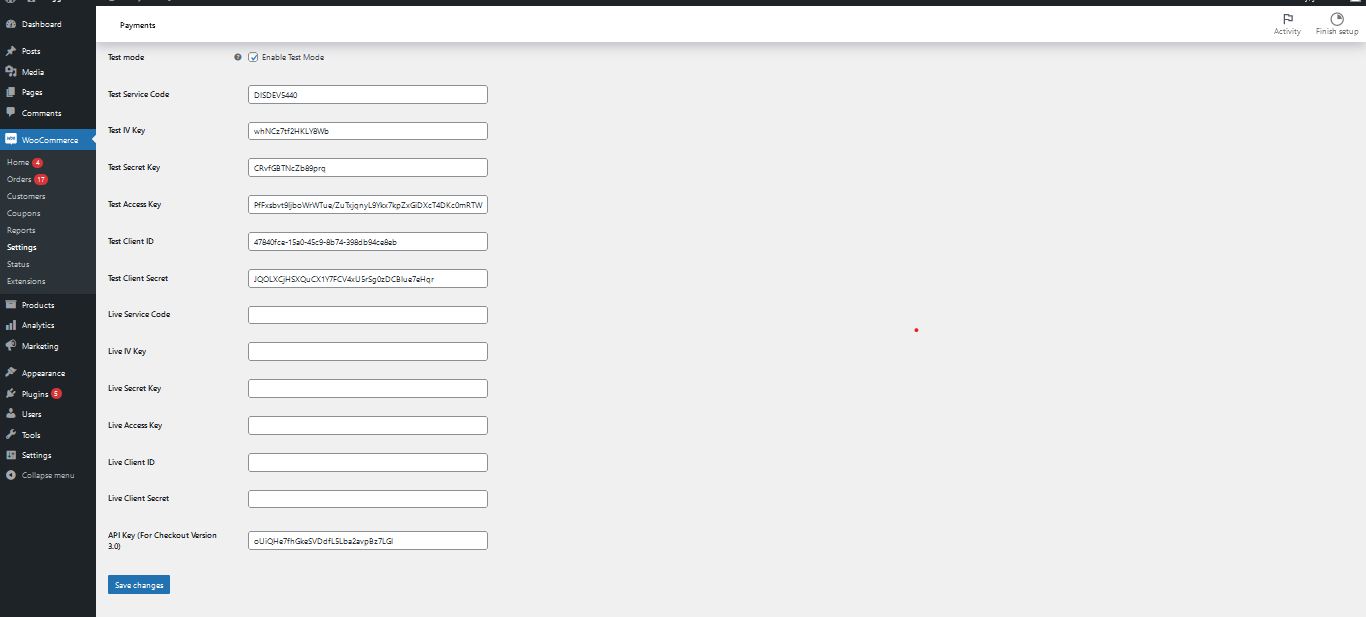 Dashboard
Posts
Media
Pages
Comments
WooCommerce
Home 4
Orders 17
Customers
Coupons
Reports
Settings
Status
Extensions
Products
Analytics
Marketing
Appearance
Plugins 5
Users
Tools
Settings
Collapse menu
Payments
Activity
Finish setup
Test mode
Enable Test Mode
Test Service Code
DISDEV5440
Test IV Key
whNCz7tf2HKLY8Wb
Test Secret Key
CRvfGBTNcZb89prq
Test Access Key
Test Client ID
47840fce-15a0-45c9-8b74-398db94ce8eb
Test Client Secret
Live Service Code
Live IV Key
Live Secret Key
Live Access Key
Live Client ID
Live Client Secret
API Key (For Checkout Version
3.0)
Save changes